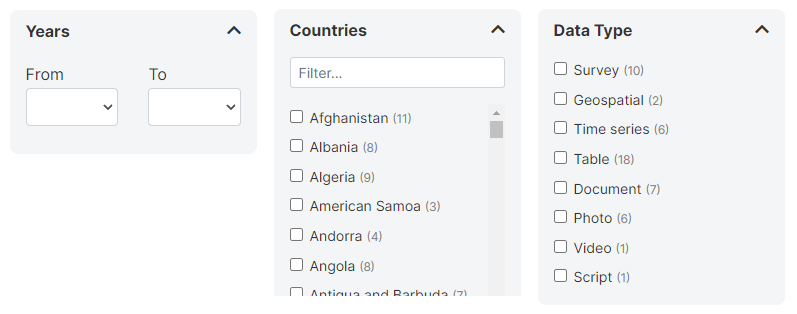 Years
From
To
Countries
Filter...
Afghanistan (11)
Albania (8)
Algeria (9)
American Samoa (3)
Andorra (4)
Angola (8)
Antigua and Barbuda (7)
Data Type
Survey (10)
Geospatial (2)
Time series (6)
Table (18)
Document (7)
Photo (6)
Video (1)
Script (1)